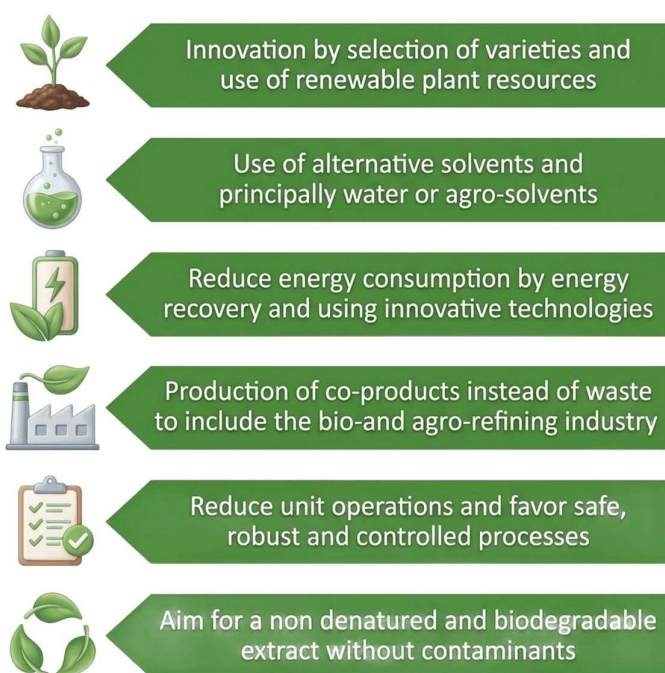 Innovation by selection of varieties and
use of renewable plant resources
Use of alternative solvents and
principally water or agro-solvents
Reduce energy consumption by energy
recovery and using innovative technologies
Production of co-products instead of waste
to include the bio-and agro-refining industry
Reduce unit operations and favor safe,
robust and controlled processes
Aim for a non denatured and biodegradable
extract without contaminants